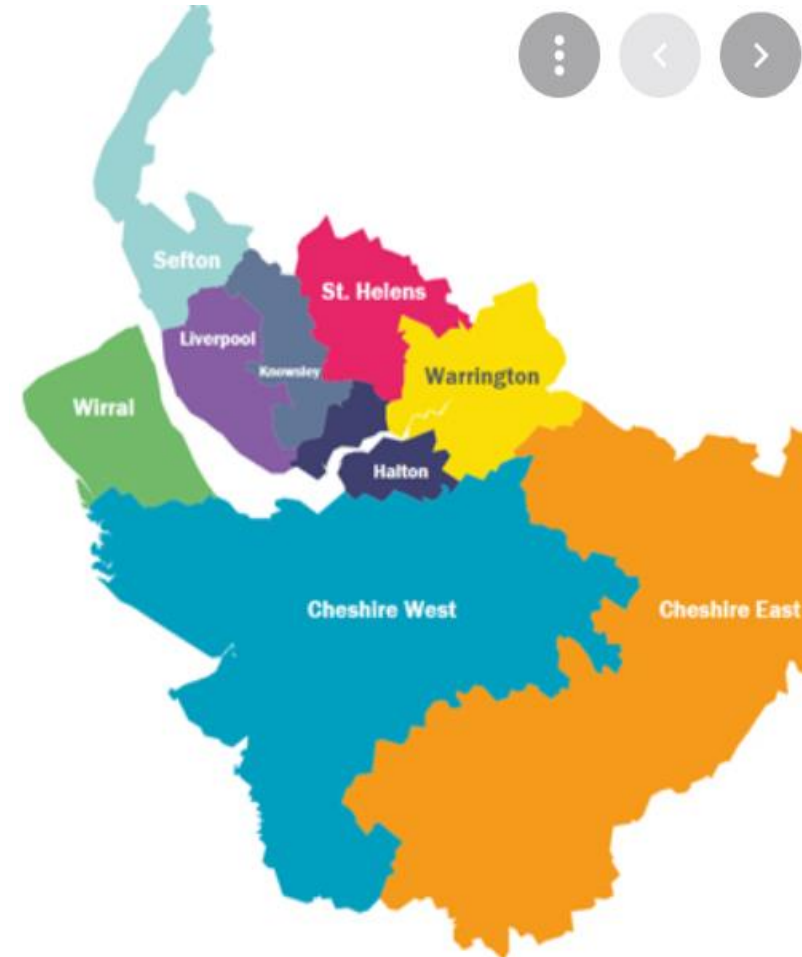 Sefton
St. Helens
Liverpool
Knowsley
Warrington
Wirral
Halton
Cheshire West
Cheshire East